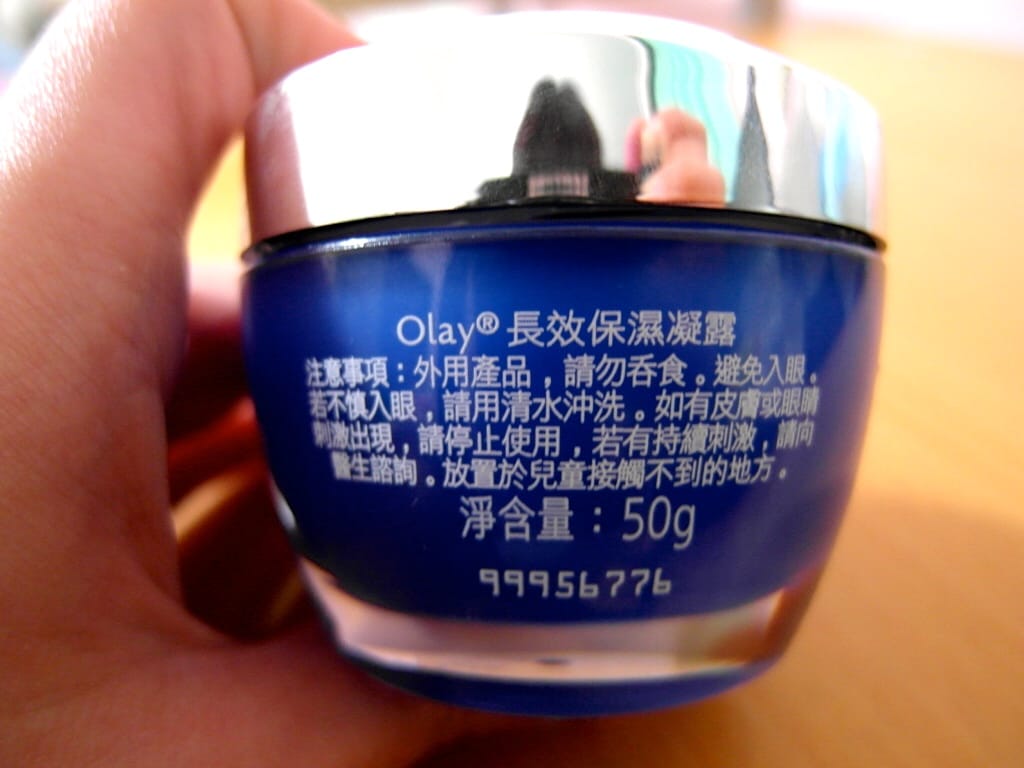 Olay® 長效保濕凝露
注意事項：外用產品，請勿吞食。避免入眼。
若不慎入眼，請用清水沖洗。如有皮膚或眼睛
刺激出現，請停止使用，若有持續刺激，請向
醫生諮詢。放置於兒童接觸不到的地方。
淨含量：50g
99956776